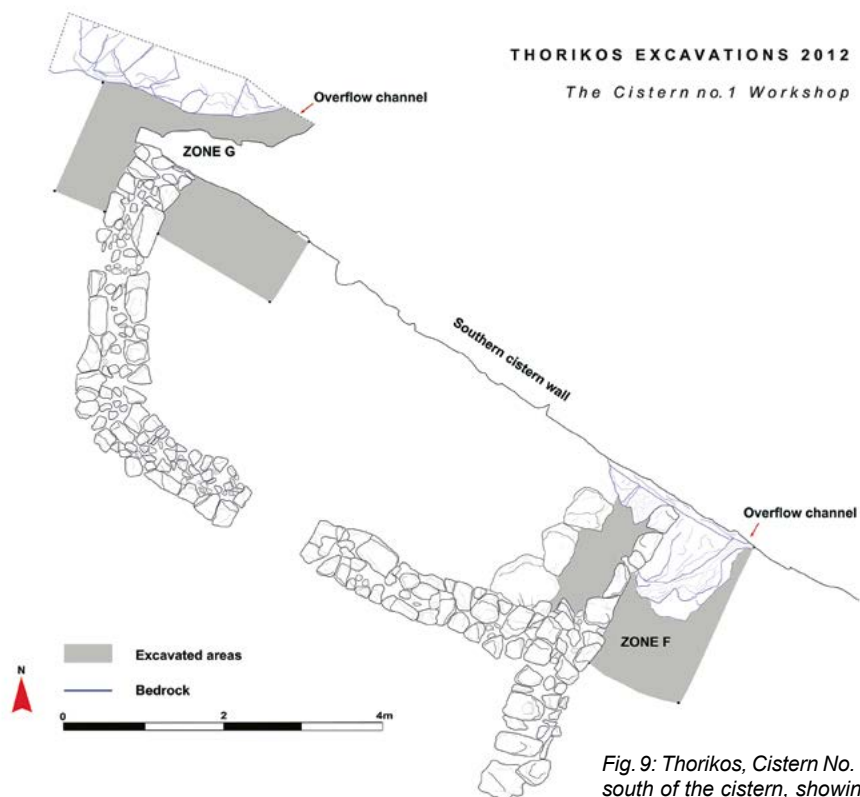 THORIKOS EXCAVATIONS 2012
The Cistern no.1 Workshop
Overflow channel
ZONE G
Southern cistern wall
Overflow channel
ZONE F
Excavated areas
Bedrock
N
0 2 4m
Fig. 9: Thorikos, Cistern No.
south of the cistern, showin